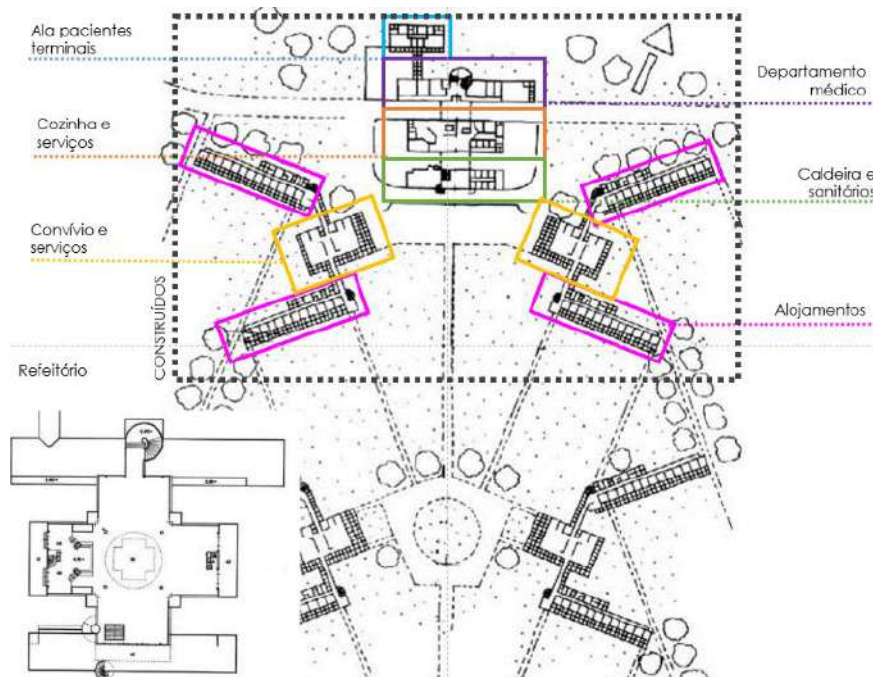 Ala pacientes
terminais
Departamento
médico
Cozinha e
serviços
Caldeira e
sanitários
Convívio e
serviços
Alojamentos
CONSTRUÍDOS
Refeitório